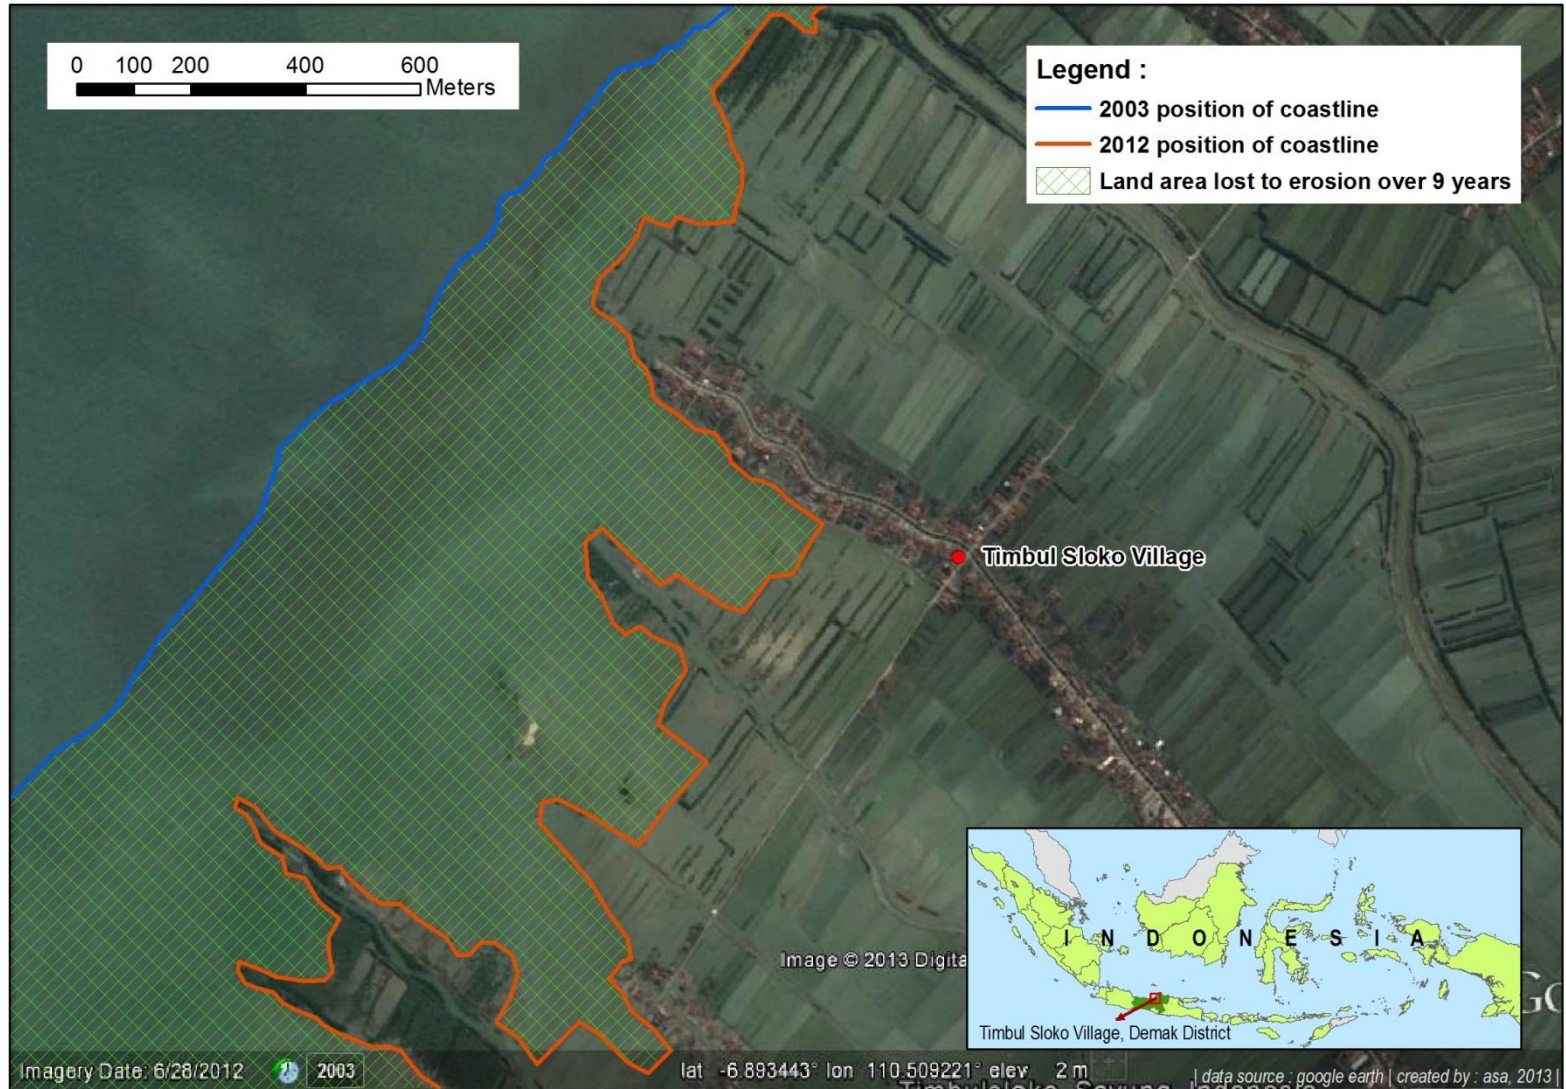 0 100 200 400 600
Meters
Legend :
2003 position of coastline
2012 position of coastline
Land area lost to erosion over 9 years
Timbul Sloko Village
Image © 2013 Digita
I N D O N E S I A
Timbul Sloko Village, Demak District
Go
Imagery Date: 6/28/2012 2003 lat -6.893443° lon 110.509221° elev 2 m
| data source : google earth | created by : asa, 2013 |